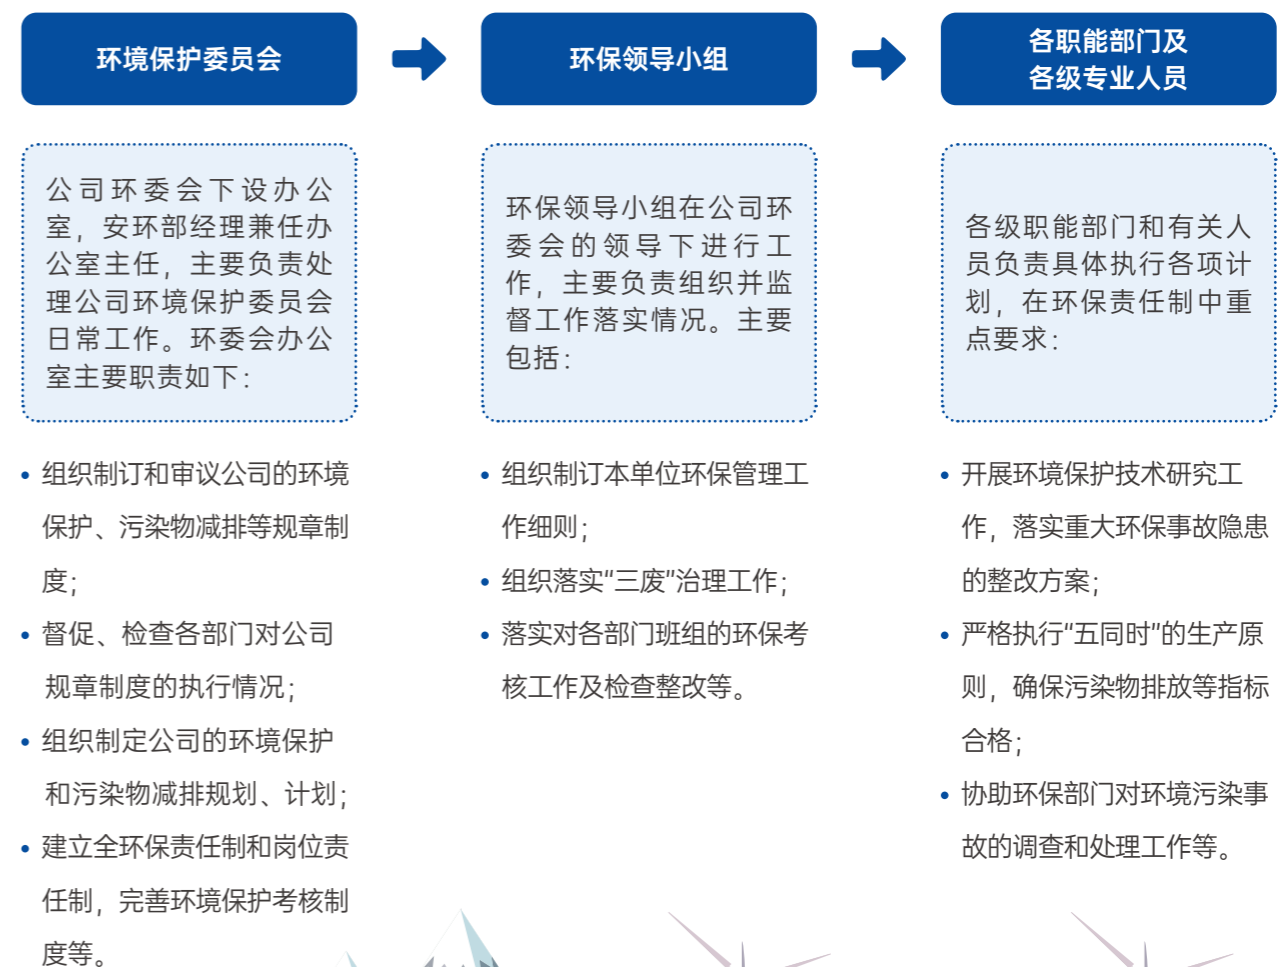 环境保护委员会
公司环委会下设办公
室，安环部经理兼任办
公室主任，主要负责处
理公司环境保护委员会
日常工作。环委会办公
室主要职责如下：
• 组织制订和审议公司的环境
保护、污染物减排等规章制
度；
• 督促、检查各部门对公司
规章制度的执行情况；
• 组织制定公司的环境保护
和污染物减排规划、计划；
• 建立全环保责任制和岗位责
任制，完善环境保护考核制
度等。
环保领导小组
环保领导小组在公司环
委会的领导下进行工
作，主要负责组织并监
督工作落实情况。主要
包括：
• 组织制订本单位环保管理工
作细则；
• 组织落实"三废"治理工作；
• 落实对各部门班组的环保考
核工作及检查整改等。
各职能部门及
各级专业人员
各级职能部门和有关人
员负责具体执行各项计
划，在环保责任制中重
点要求：
• 开展环境保护技术研究工
作，落实重大环保事故隐患
的整改方案；
• 严格执行"五同时"的生产原
则，确保污染物排放等指标
合格；
• 协助环保部门对环境污染事
故的调查和处理工作等。